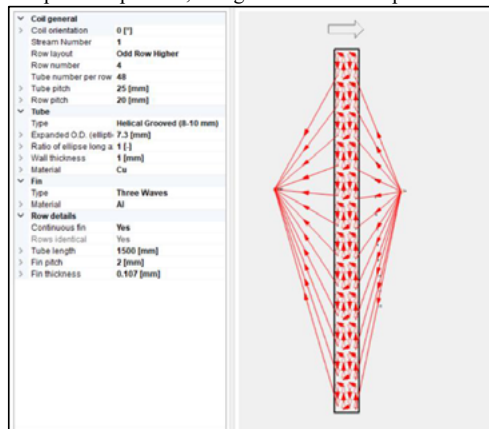 Coil general
Coil orientation 0 [°]
Stream Number 1
Row layout Odd Row Higher
Row number 4
Tube number per row 48
Tube pitch 25 [mm]
Row pitch 20 [mm]
Tube
Type Helical Grooved (8-10 mm)
Expanded O.D. (ellipti- 7.3 [mm]
Ratio of ellipse long a 1 [-]
Wall thickness 1 [mm]
Material Cu
Fin
Type Three Waves
Material Al
Row details
Continuous fin Yes
Rows identical Yes
Tube length 1500 [mm]
Fin pitch 2 [mm]
Fin thickness 0.107 [mm]